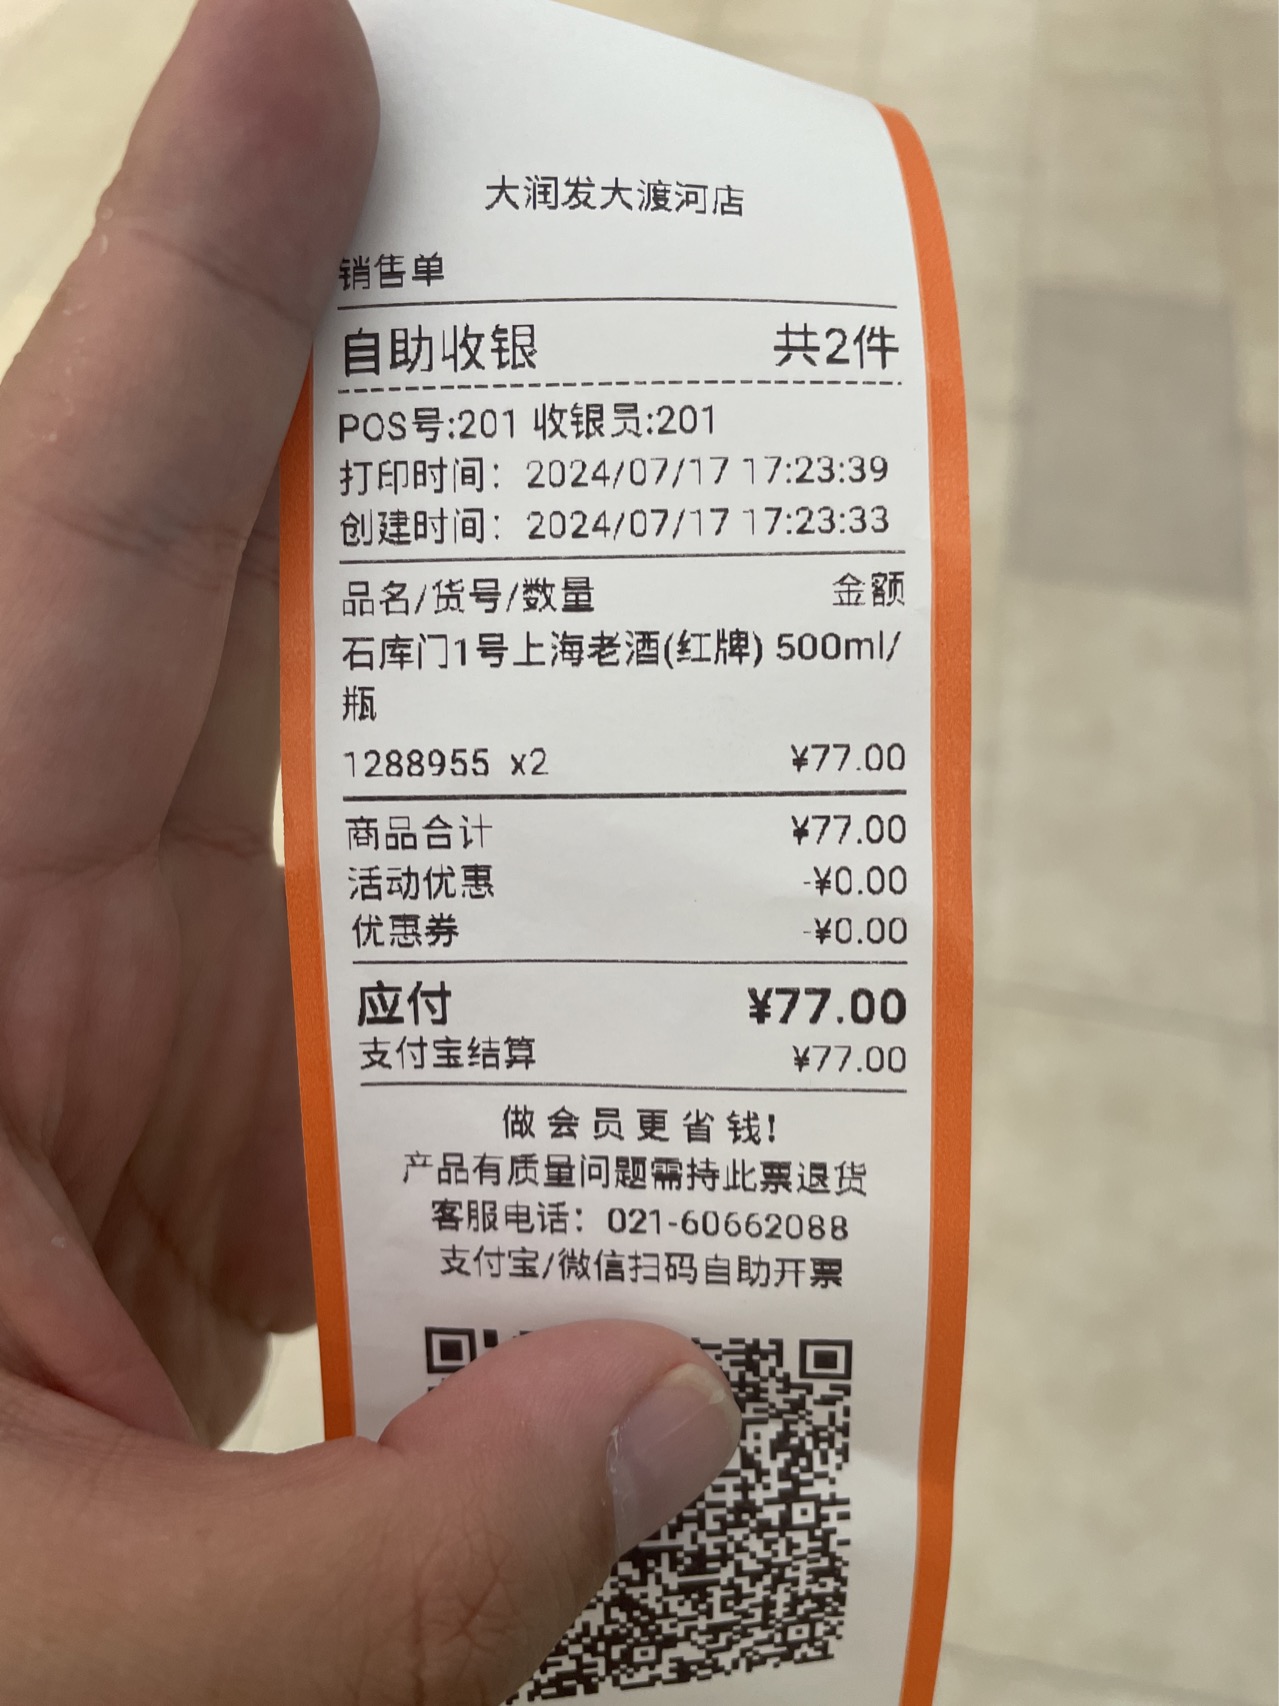 大润发大渡河店
销售单
自助收银 共2件
POS号:201 收银员:201
打印时间: 2024/07/17 17:23:39
创建时间: 2024/07/17 17:23:33
品名/货号/数量 金额
石库门1号上海老酒(红牌) 500ml/
瓶
1288955 x2 ¥77.00
商品合计 ¥77.00
活动优惠 -¥0.00
优惠券 -¥0.00
应付 ¥77.00
支付宝结算 ¥77.00
做会员更省钱!
产品有质量问题需持此票退货
客服电话: 021-60662088
支付宝/微信扫码自助开票